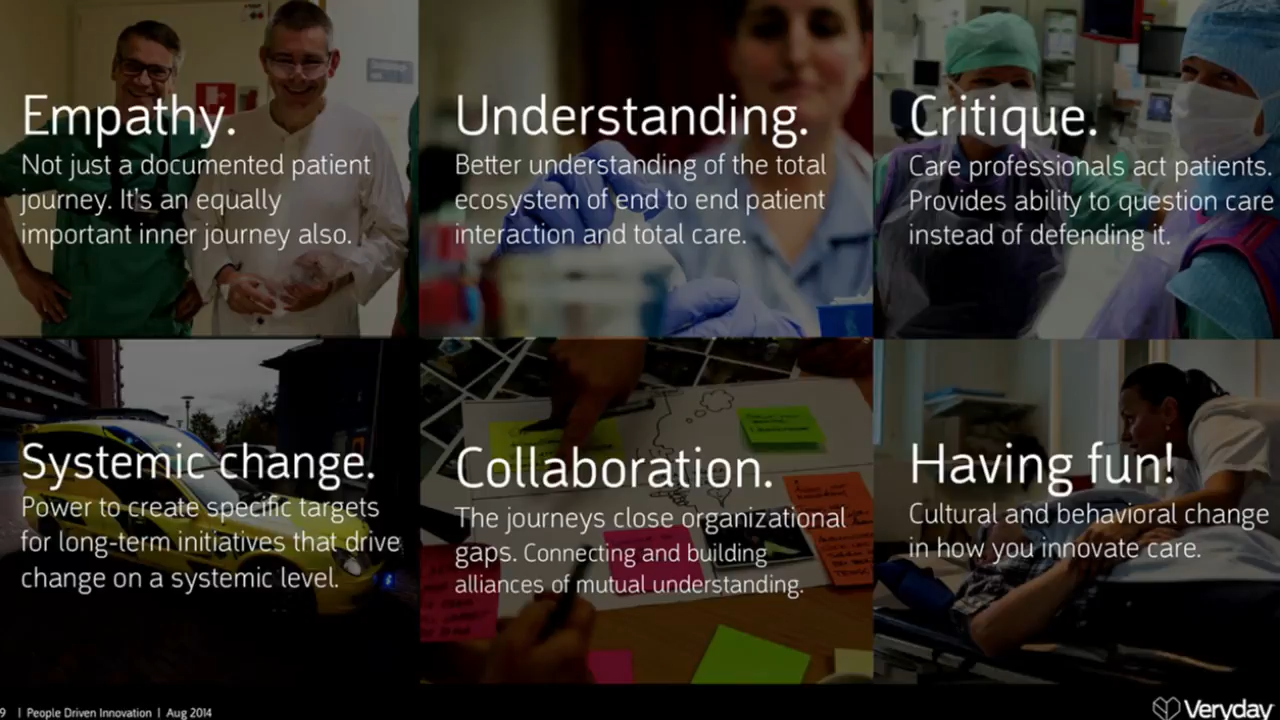 Empathy.
Not just a documented patient
journey. It's an equally
important inner journey also.
Understanding.
Better understanding of the total
ecosystem of end to end patient
interaction and total care.
Critique.
Care professionals act patients.
Provides ability to question care
instead of defending it.
Systemic change.
Power to create specific targets
for long-term initiatives that drive
change on a systemic level.
Collaboration.
The journeys close organizational
gaps. Connecting and building
alliances of mutual understanding.
Having fun!
Cultural and behavioral change
in how you innovate care.
9 | People Driven Innovation | Aug 2014
Veryday